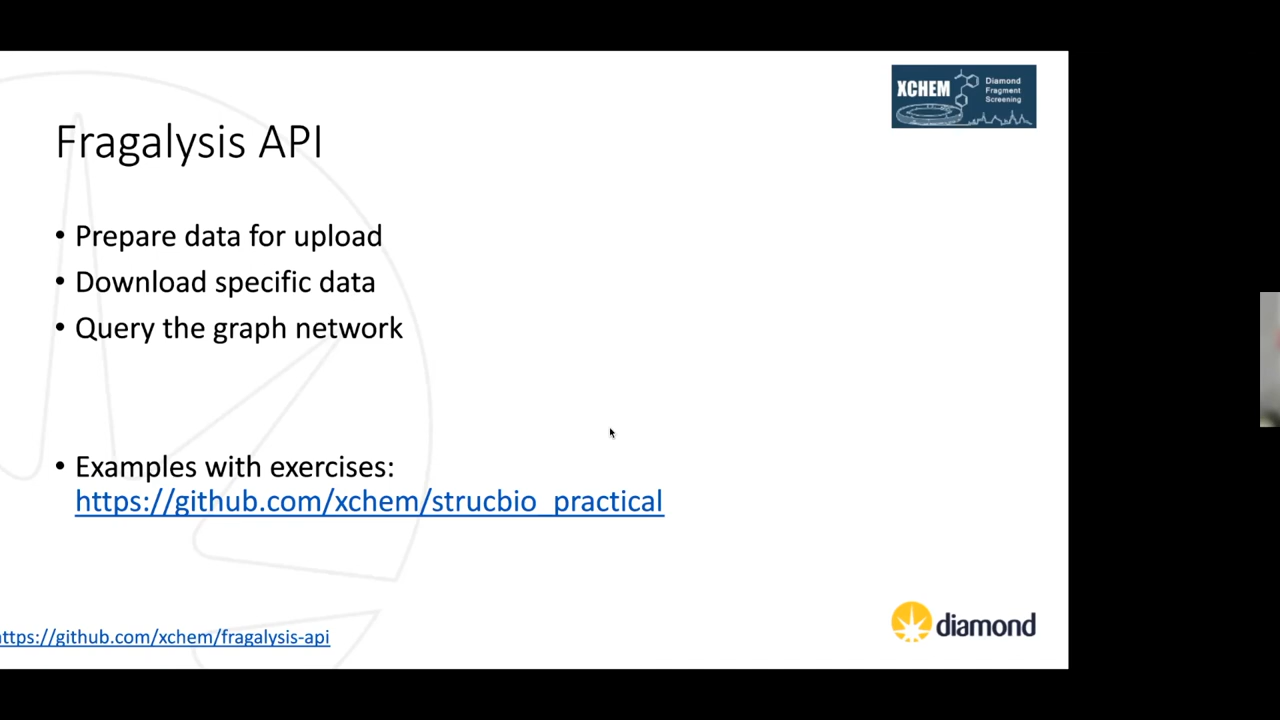 XCHEM
Diamond
Fragment
Screening
Fragalysis API
• Prepare data for upload
• Download specific data
• Query the graph network
• Examples with exercises:
https://github.com/xchem/strucbio_practical
ttps://github.com/xchem/fragalysis-api
diamond